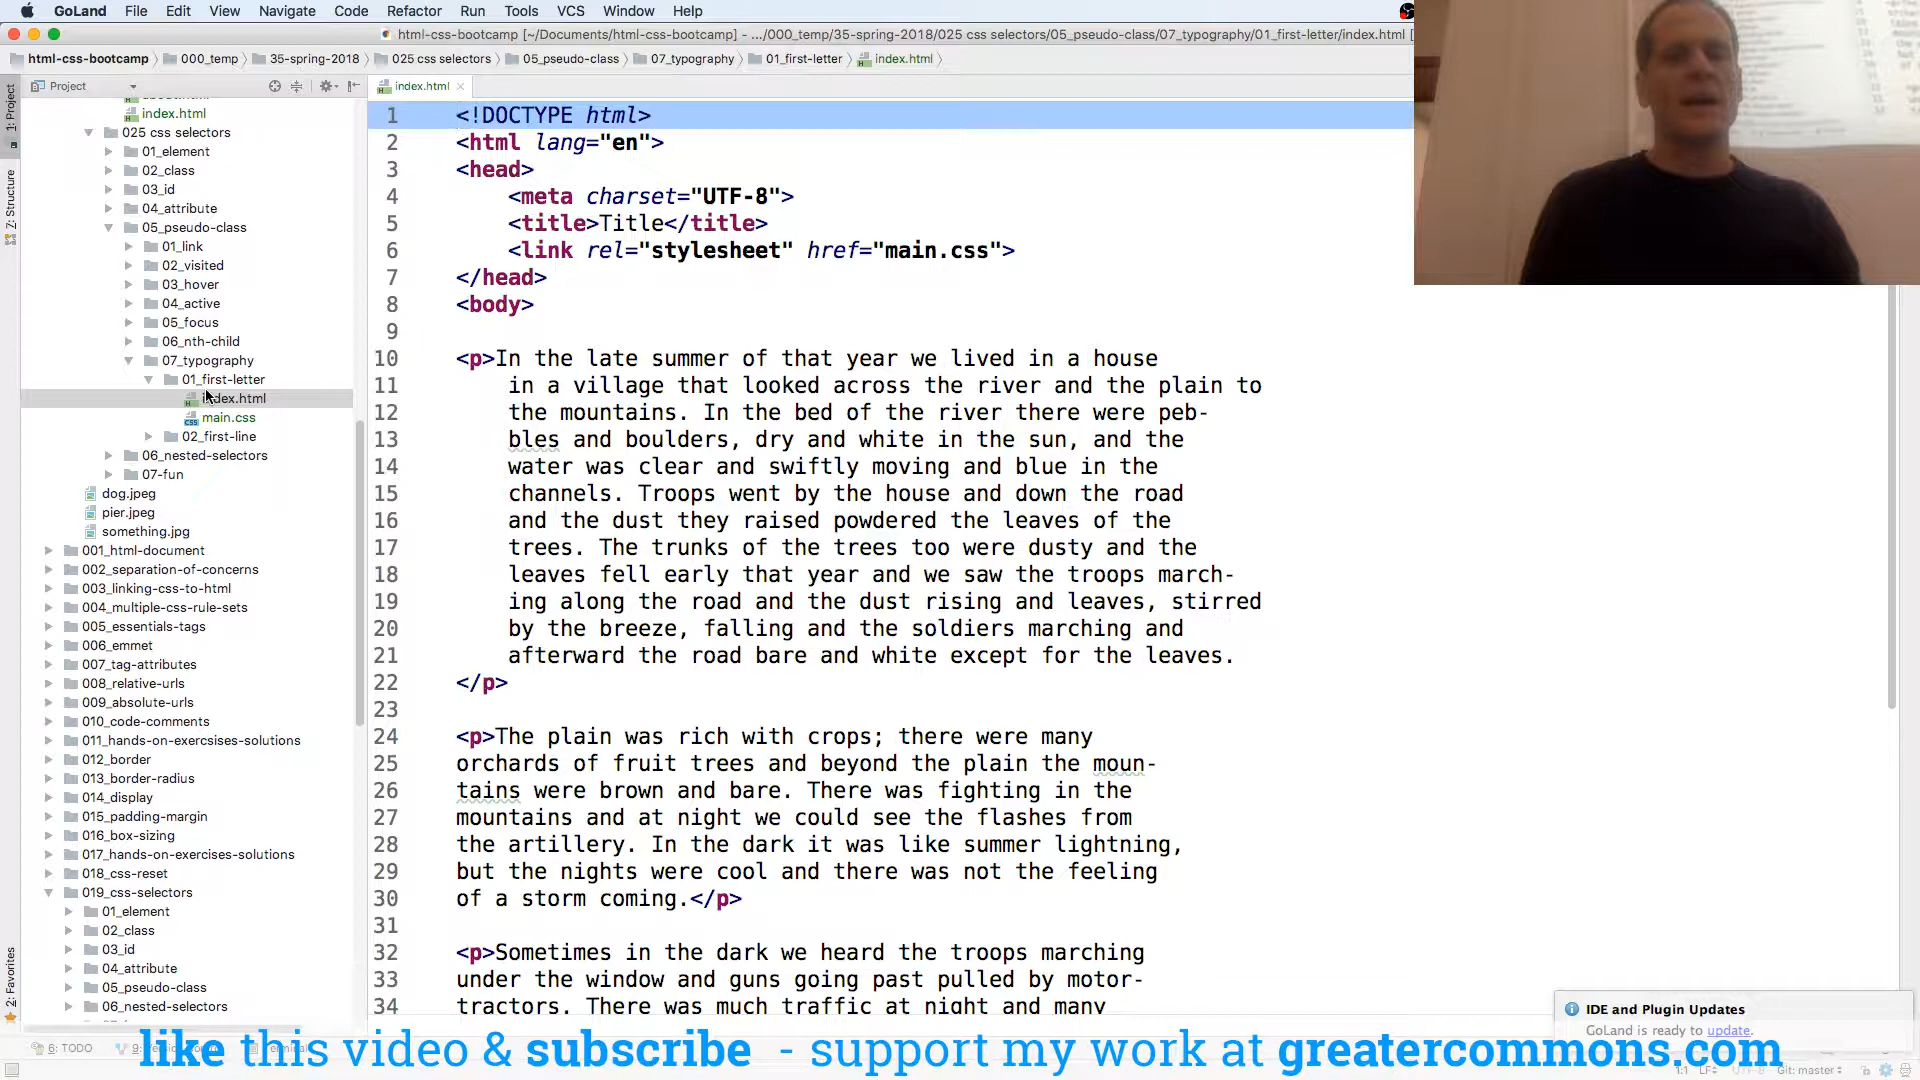 GoLand File Edit View Navigate Code Refactor Run Tools VCS Window Help
html-css-bootcamp [~/Documents/html-css-bootcamp] - .../000_temp/35-spring-2018/025 css selectors/05_pseudo-class/07_typography/01_first-letter/index.html [
html-css-bootcamp 000_temp 35-spring-2018 025 css selectors 05_pseudo-class 07_typography 01_first-letter index.html
Project
index.html
1: Project
Z: Structure
2: Favorites
index.html
025 css selectors
01_element
02_class
03_id
04_attribute
05_pseudo-class
01_link
02_visited
03_hover
04_active
05_focus
06_nth-child
07_typography
01_first-letter
index.html
main.css
02_first-line
06_nested-selectors
07-fun
dog.jpeg
pier.jpeg
something.jpg
001_html-document
002_separation-of-concerns
003_linking-css-to-html
004_multiple-css-rule-sets
005_essentials-tags
006_emmet
007_tag-attributes
008_relative-urls
009_absolute-urls
010_code-comments
011_hands-on-exercsises-solutions
012_border
013_border-radius
014_display
015_padding-margin
016_box-sizing
017_hands-on-exercises-solutions
018_css-reset
019_css-selectors
01_element
02_class
03_id
04_attribute
05_pseudo-class
06_nested-selectors
1 <!DOCTYPE html>
2 <html lang="en">
3 <head>
4 <meta charset="UTF-8">
5 <title>Title</title>
6 <link rel="stylesheet" href="main.css">
7 </head>
8 <body>
9
10 <p>In the late summer of that year we lived in a house
11 in a village that looked across the river and the plain to
12 the mountains. In the bed of the river there were peb-
13 bles and boulders, dry and white in the sun, and the
14 water was clear and swiftly moving and blue in the
15 channels. Troops went by the house and down the road
16 and the dust they raised powdered the leaves of the
17 trees. The trunks of the trees too were dusty and the
18 leaves fell early that year and we saw the troops march-
19 ing along the road and the dust rising and leaves, stirred
20 by the breeze, falling and the soldiers marching and
21 afterward the road bare and white except for the leaves.
22 </p>
23
24 <p>The plain was rich with crops; there were many
25 orchards of fruit trees and beyond the plain the moun-
26 tains were brown and bare. There was fighting in the
27 mountains and at night we could see the flashes from
28 the artillery. In the dark it was like summer lightning,
29 but the nights were cool and there was not the feeling
30 of a storm coming.</p>
31
32 <p>Sometimes in the dark we heard the troops marching
33 under the window and guns going past pulled by motor-
34 tractors. There was much traffic at night and many
IDE and Plugin Updates
GoLand is ready to update.
like this video & subscribe - support my work at greatercommons.com
6: TODO
1:1 LF UTF-8 Git: master